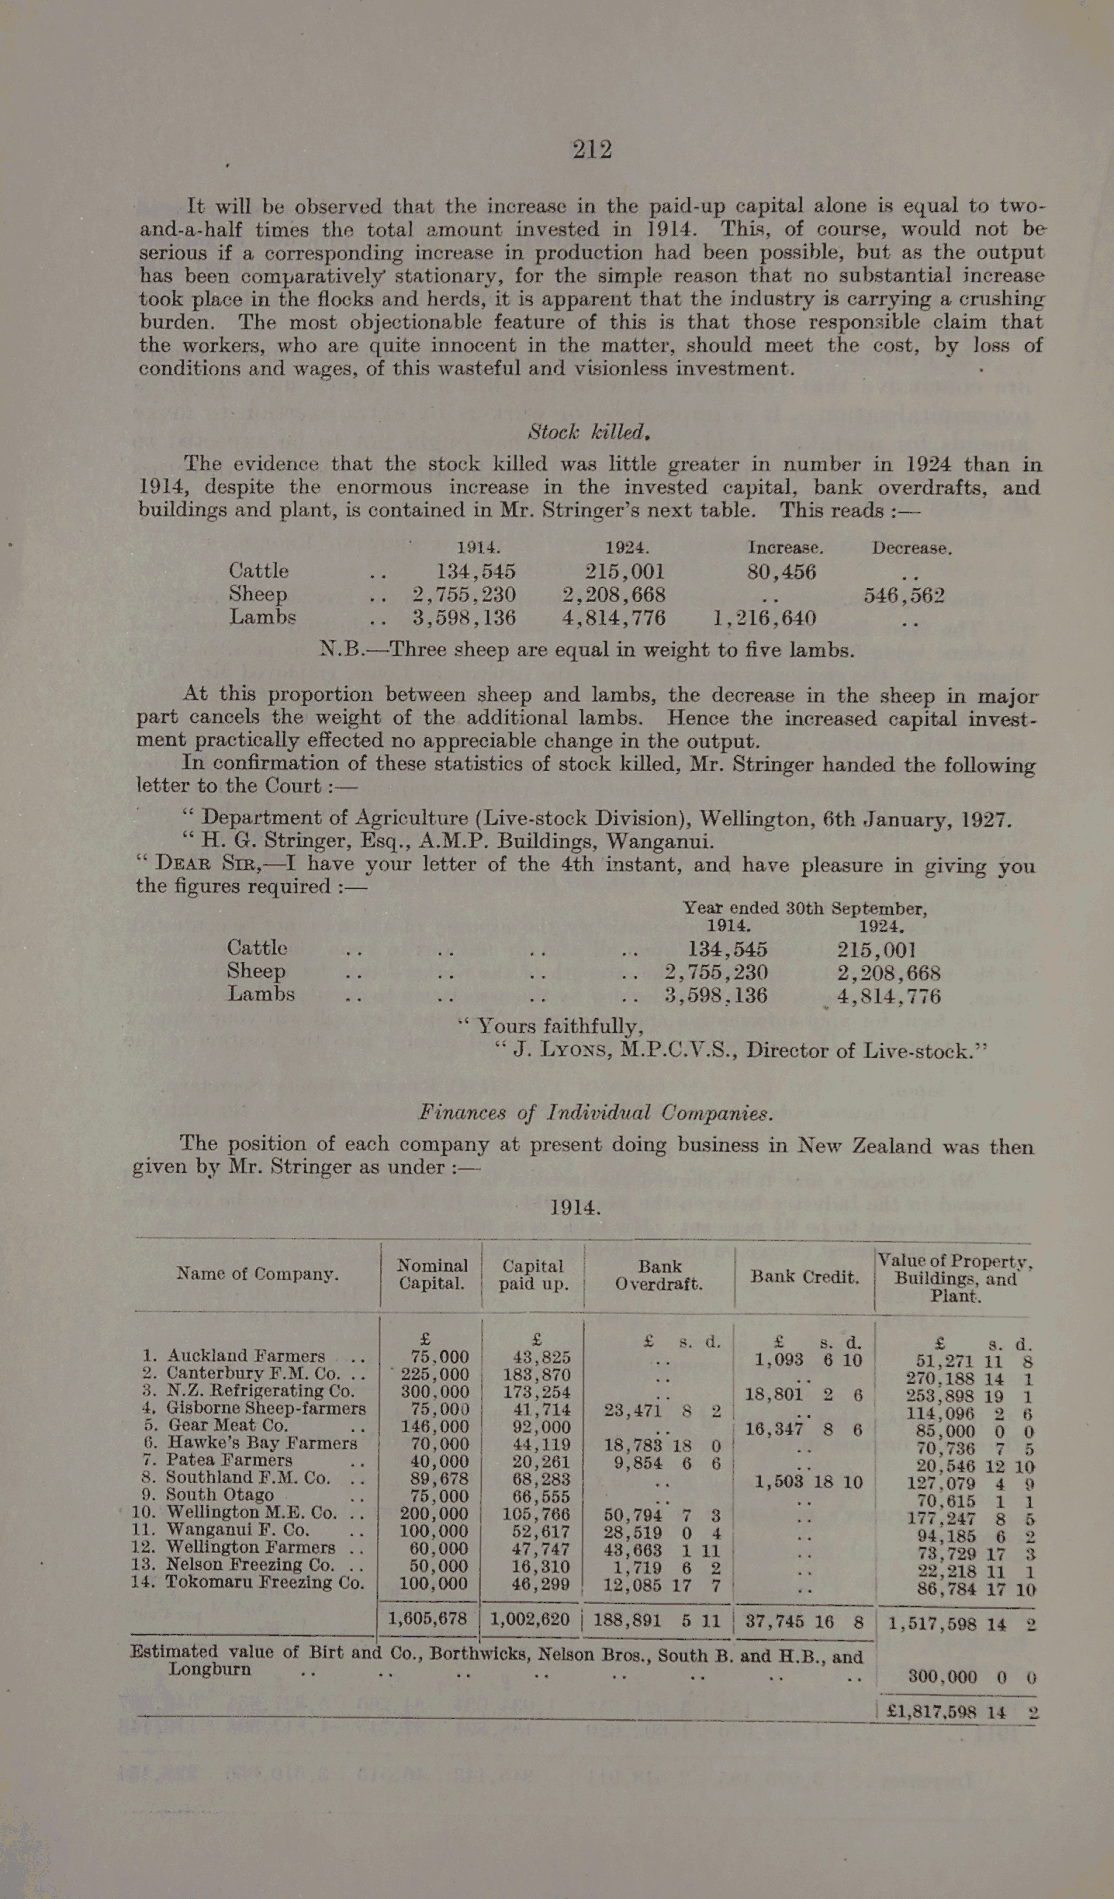 212
It will be observed that the increase in the paid-up capital alone is equal to two-
and-a-half times the total amount invested in 1914. This, of course, would not be
serious if a corresponding increase in production had been possible, but as the output
has been comparatively stationary, for the simple reason that no substantial increase
took place in the flocks and herds, it is apparent that the industry is carrying a crushing
burden. The most objectionable feature of this is that those responsible claim that
the workers, who are quite innocent in the matter, should meet the cost, by loss of
conditions and wages, of this wasteful and visionless investment.
Stock killed.
The evidence that the stock killed was little greater in number in 1924 than in
1914, despite the enormous increase in the invested capital, bank overdrafts, and
buildings and plant, is contained in Mr. Stringer's next table. This reads :—
1914. 1924. Increase. Decrease.
Cattle .. 134,545 215,001 80,456 ..
Sheep .. 2,755,230 2,208,668 .. 546,562
Lambs .. 3,598,136 4,814,776 1,216,640 ..
N.B.—Three sheep are equal in weight to five lambs.
At this proportion between sheep and lambs, the decrease in the sheep in major
part cancels the weight of the additional lambs. Hence the increased capital invest-
ment practically effected no appreciable change in the output.
In confirmation of these statistics of stock killed, Mr. Stringer handed the following
letter to the Court :—
" Department of Agriculture (Live-stock Division), Wellington, 6th January, 1927.
" H. G. Stringer, Esq., A.M.P. Buildings, Wanganui.
" DEAR SIR,—I have your letter of the 4th instant, and have pleasure in giving you
the figures required :—
Year ended 30th September,
1914. 1924.
Cattle .. .. .. .. 134,545 215,001
Sheep .. .. .. .. 2,755,230 2,208,668
Lambs .. .. .. .. 3,598,136 4,814,776
" Yours faithfully,
" J. LYONS, M.P.C.V.S., Director of Live-stock."
Finances of Individual Companies.
The position of each company at present doing business in New Zealand was then
given by Mr. Stringer as under :—
1914.
Name of Company. Nominal Capital. Capital paid up. Bank Overdraft. Bank Credit. Value of Property, Buildings, and Plant.
£ £ £ s. d. £ s. d. £ s. d.
1. Auckland Farmers .. 75,000 43,825 .. 1,093 6 10 51,271 11 8
2. Canterbury F.M. Co. .. 225,000 183,870 .. .. 270,188 14 1
3. N.Z. Refrigerating Co. 300,000 173,254 .. 18,801 2 6 253,898 19 1
4. Gisborne Sheep-farmers 75,000 41,714 23,471 8 2 .. 114,096 2 6
5. Gear Meat Co. .. 146,000 92,000 .. 16,347 8 6 85,000 0 0
6. Hawke's Bay Farmers 70,000 44,119 18,783 18 0 .. 70,736 7 5
7. Patea Farmers .. 40,000 20,261 9,854 6 6 .. 20,546 12 10
8. Southland F.M. Co. .. 89,678 68,283 .. 1,503 18 10 127,079 4 9
9. South Otago .. 75,000 66,555 .. .. 70,615 1 1
10. Wellington M.E. Co. .. 200,000 105,766 50,794 7 3 .. 177,247 8 5
11. Wanganui F. Co. .. 100,000 52,617 28,519 0 4 .. 94,185 6 2
12. Wellington Farmers .. 60,000 47,747 43,663 1 11 .. 73,729 17 3
13. Nelson Freezing Co. .. 50,000 16,310 1,719 6 2 .. 22,218 11 1
14. Tokomaru Freezing Co. 100,000 46,299 12,085 17 7 .. 86,784 17 10
1,605,678 1,002,620 188,891 5 11 37,745 16 8 1,517,598 14 2
Estimated value of Birt and Co., Borthwicks, Nelson Bros., South B. and H.B., and
Longburn .. .. .. .. .. .. .. .. 300,000 0 0
£1,817,598 14 2